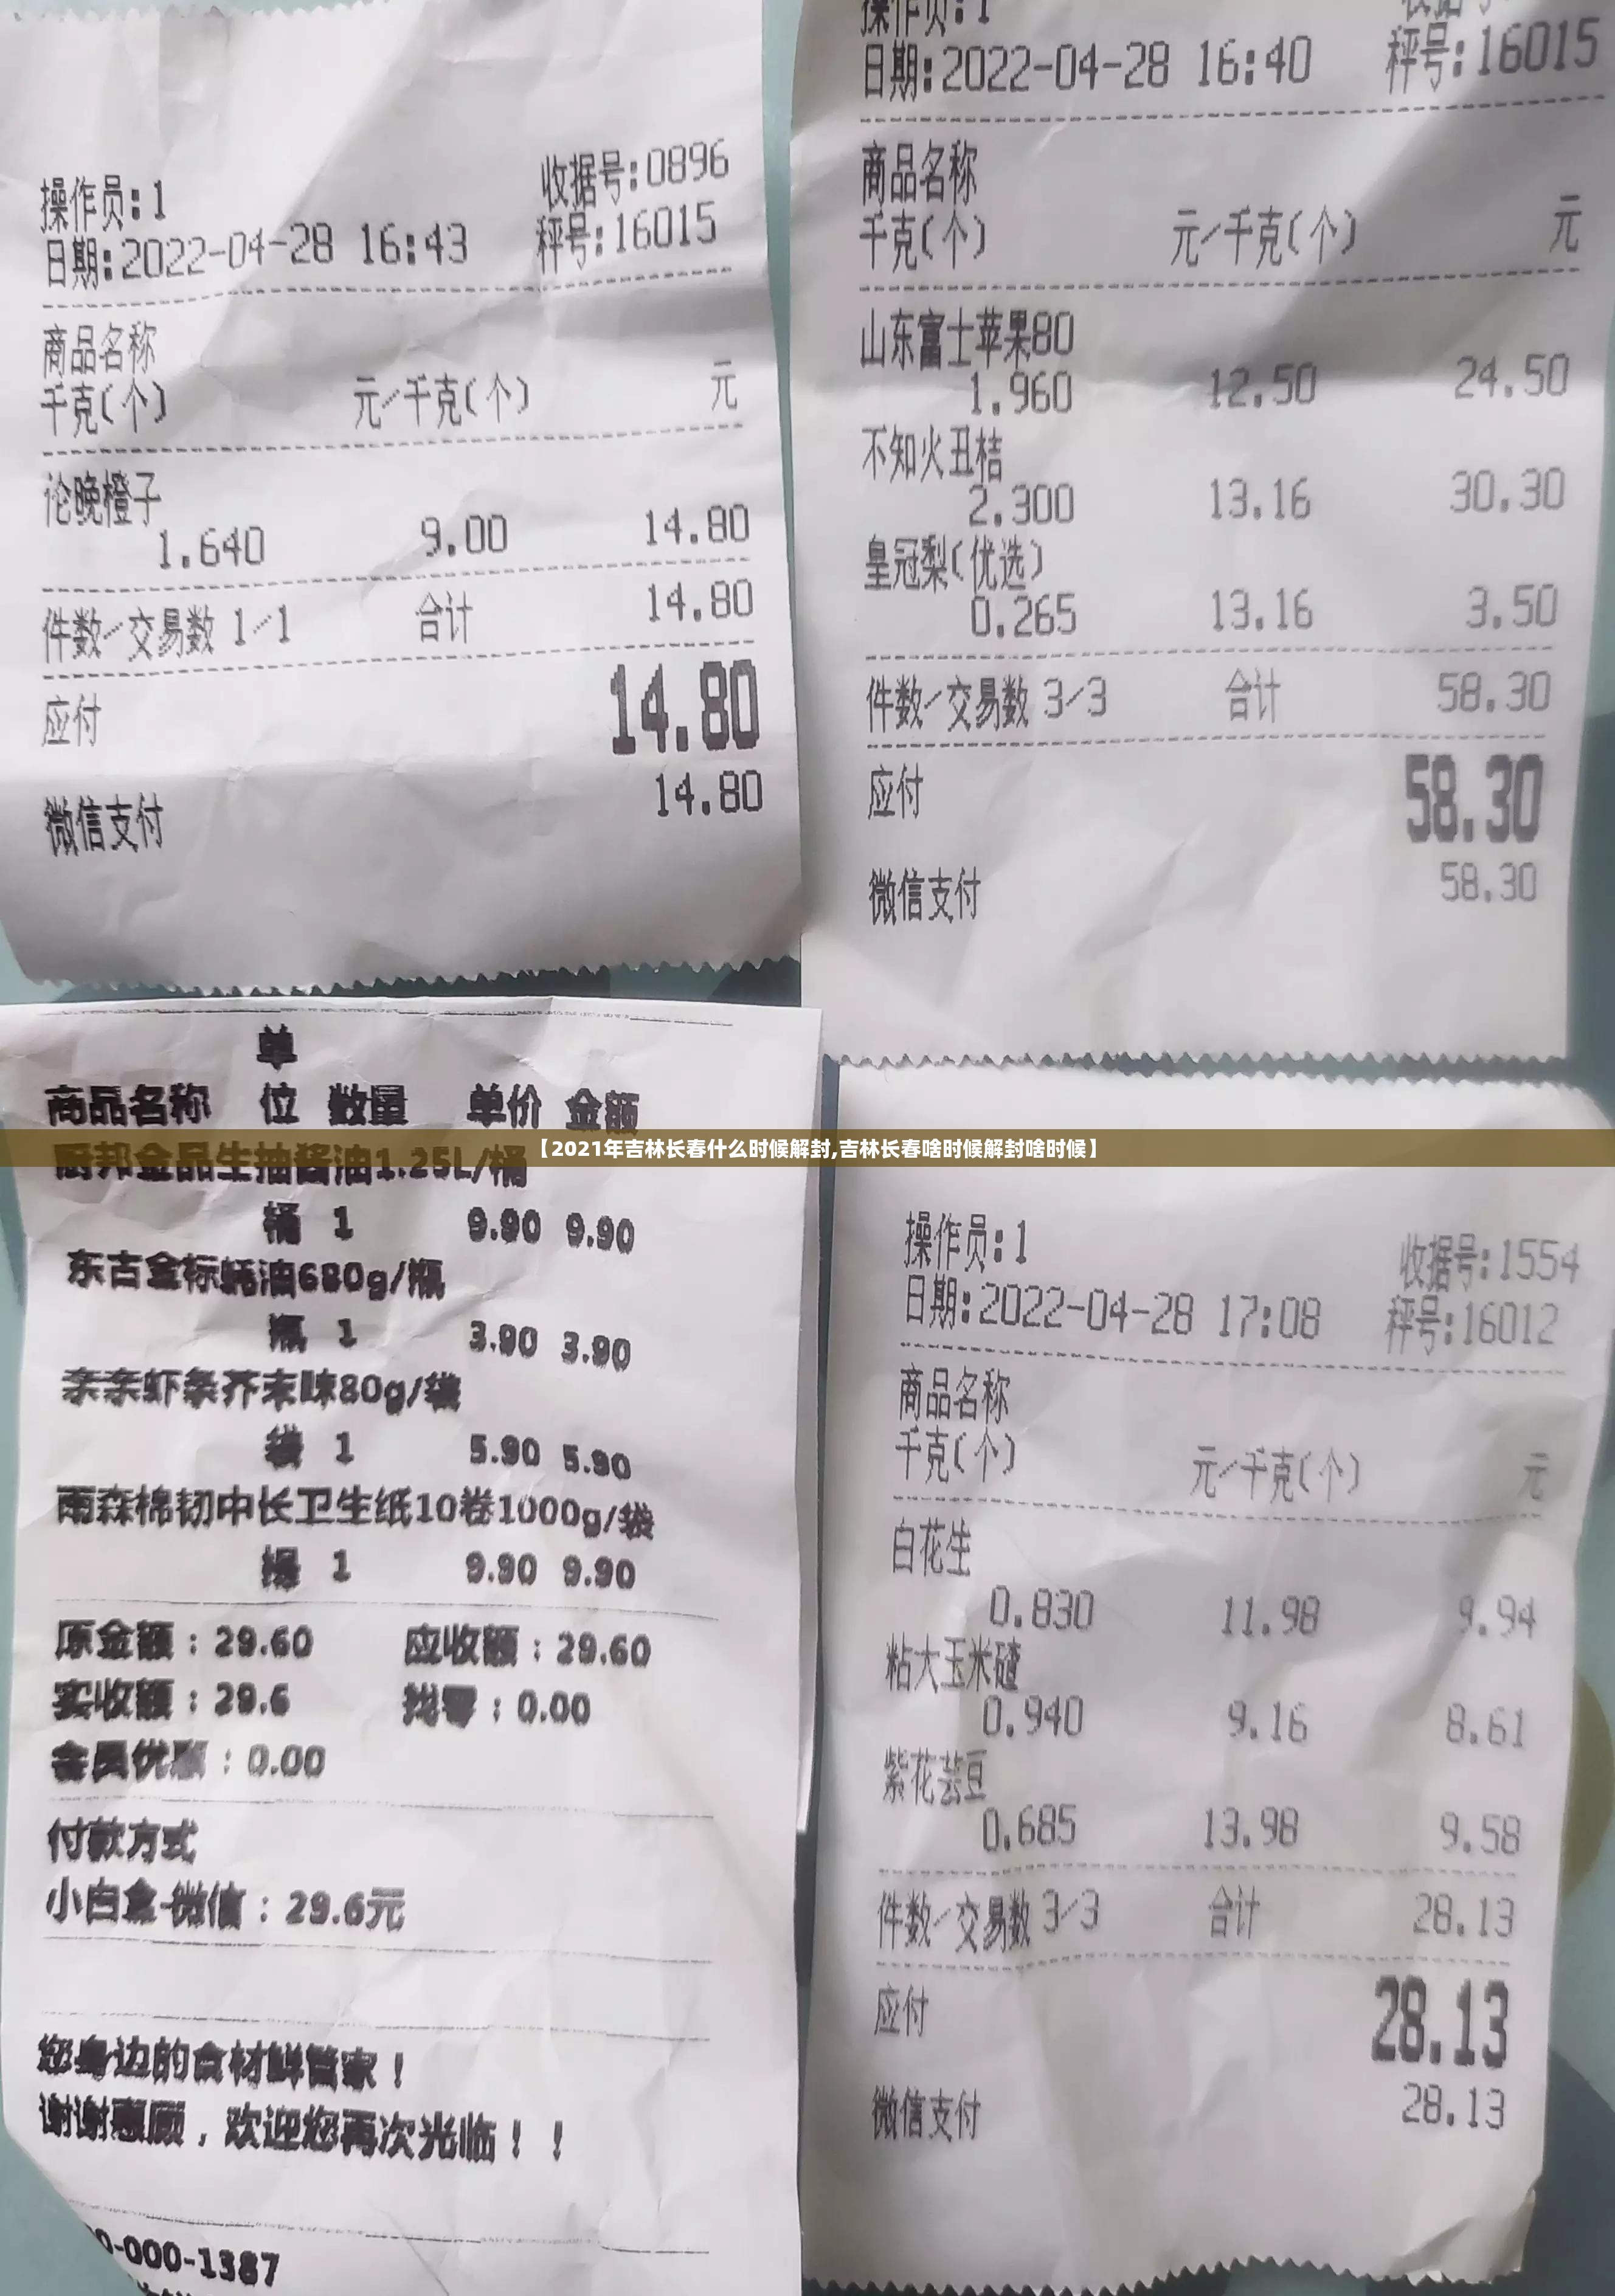 操作员:1 收据号:0896
日期:2022-04-28 16:43 秤号:16015
商品名称
千克(个) 元/千克(个) 元
论晚橙子
1.640 9.00 14.80
件数/交易数 1/1 合计 14.80
应付 14.80
微信支付 14.80
操作员:1
日期:2022-04-28 16:40 秤号:16015
商品名称
千克(个) 元/千克(个) 元
山东富士苹果80
1.960 12.50 24.50
不知火丑桔
2.300 13.16 30.30
皇冠梨(优选)
0.265 13.16 3.50
件数/交易数 3/3 合计 58.30
应付 58.30
微信支付 58.30
单
商品名称 位 数量 单价 金额
【2021年吉林长春什么时候解封,吉林长春啥时候解封啥时候】
厨邦金品生抽酱油1.25L/桶
桶 1 9.90 9.90
东古金标蚝油680g/瓶
瓶 1 3.90 3.90
亲亲虾条芥末味80g/袋
袋 1 5.90 5.90
雨森棉韧中长卫生纸10卷1000g/袋
提 1 9.90 9.90
原金额:29.60 应收额:29.60
实收额:29.6 找零:0.00
会员优惠:0.00
付款方式
小白盒-微信:29.6元
您身边的食材鲜管家!
谢谢惠顾,欢迎您再次光临!!
0-000-1387
操作员:1 收据号:1554
日期:2022-04-28 17:08 秤号:16012
商品名称
千克(个) 元/千克(个) 元
白花生
0.830 11.98 9.94
粘大玉米碴
0.940 9.16 8.61
紫花芸豆
0.685 13.98 9.58
件数/交易数 3/3 合计 28.13
应付 28.13
微信支付 28.13